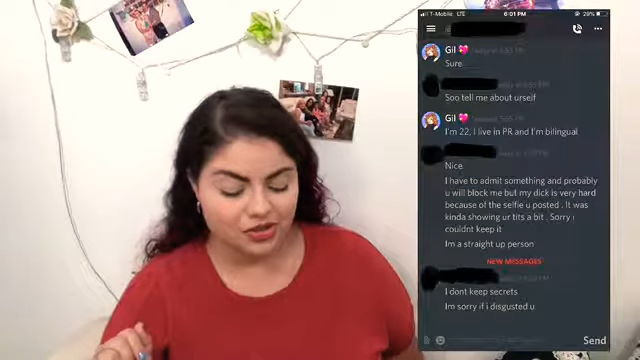 T-Mobile LTE 6:01 PM 29%
Gil
Sure
Soo tell me about urself
Gil
I'm 22, I live in PR and I'm bilingual
Nice
I have to admit something and probably
u will block me but my dick is very hard
because of the selfie u posted . It was
kinda showing ur tits a bit . Sorry i
couldnt keep it
Im a straight up person
NEW MESSAGES
I dont keep secrets
Im sorry if i disgusted u
Send